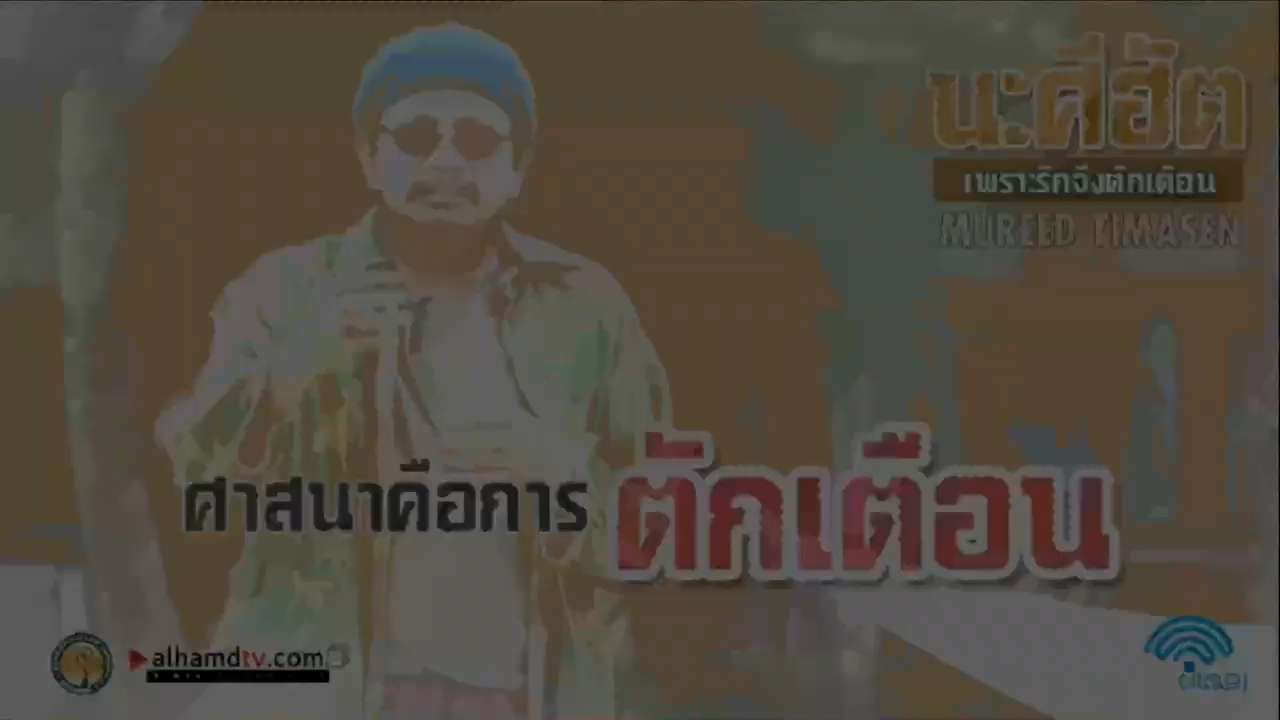 นะศีฮัต
เพราะรักจึงตักเตือน
MUREED TIMASEN
ศาสนาคือการ ตักเตือน
alhamdtv.com